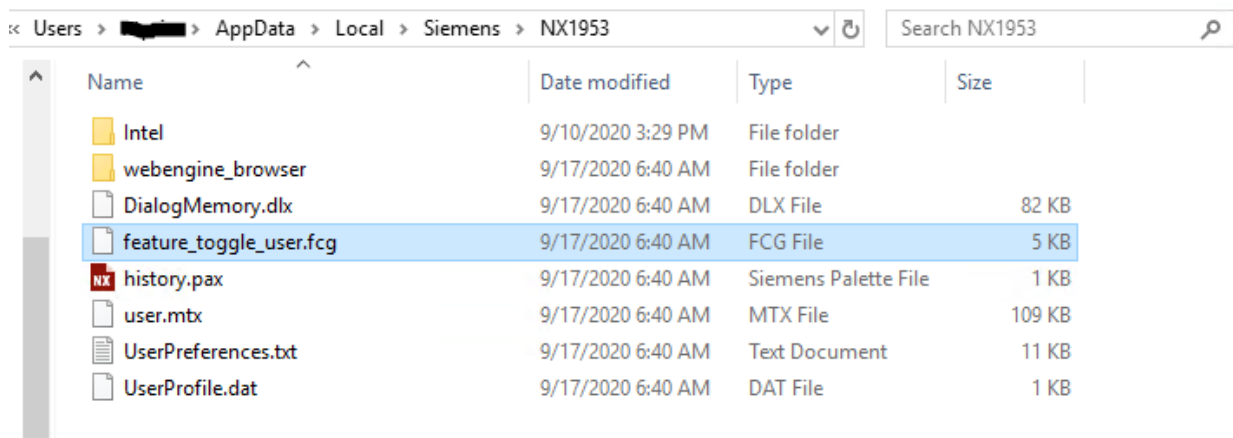 « Users > > AppData > Local > Siemens > NX1953 Search NX1953
Name Date modified Type Size
Intel 9/10/2020 3:29 PM File folder
webengine_browser 9/17/2020 6:40 AM File folder
DialogMemory.dlx 9/17/2020 6:40 AM DLX File 82 KB
feature_toggle_user.fcg 9/17/2020 6:40 AM FCG File 5 KB
NX history.pax 9/17/2020 6:40 AM Siemens Palette File 1 KB
user.mtx 9/17/2020 6:40 AM MTX File 109 KB
UserPreferences.txt 9/17/2020 6:40 AM Text Document 11 KB
UserProfile.dat 9/17/2020 6:40 AM DAT File 1 KB